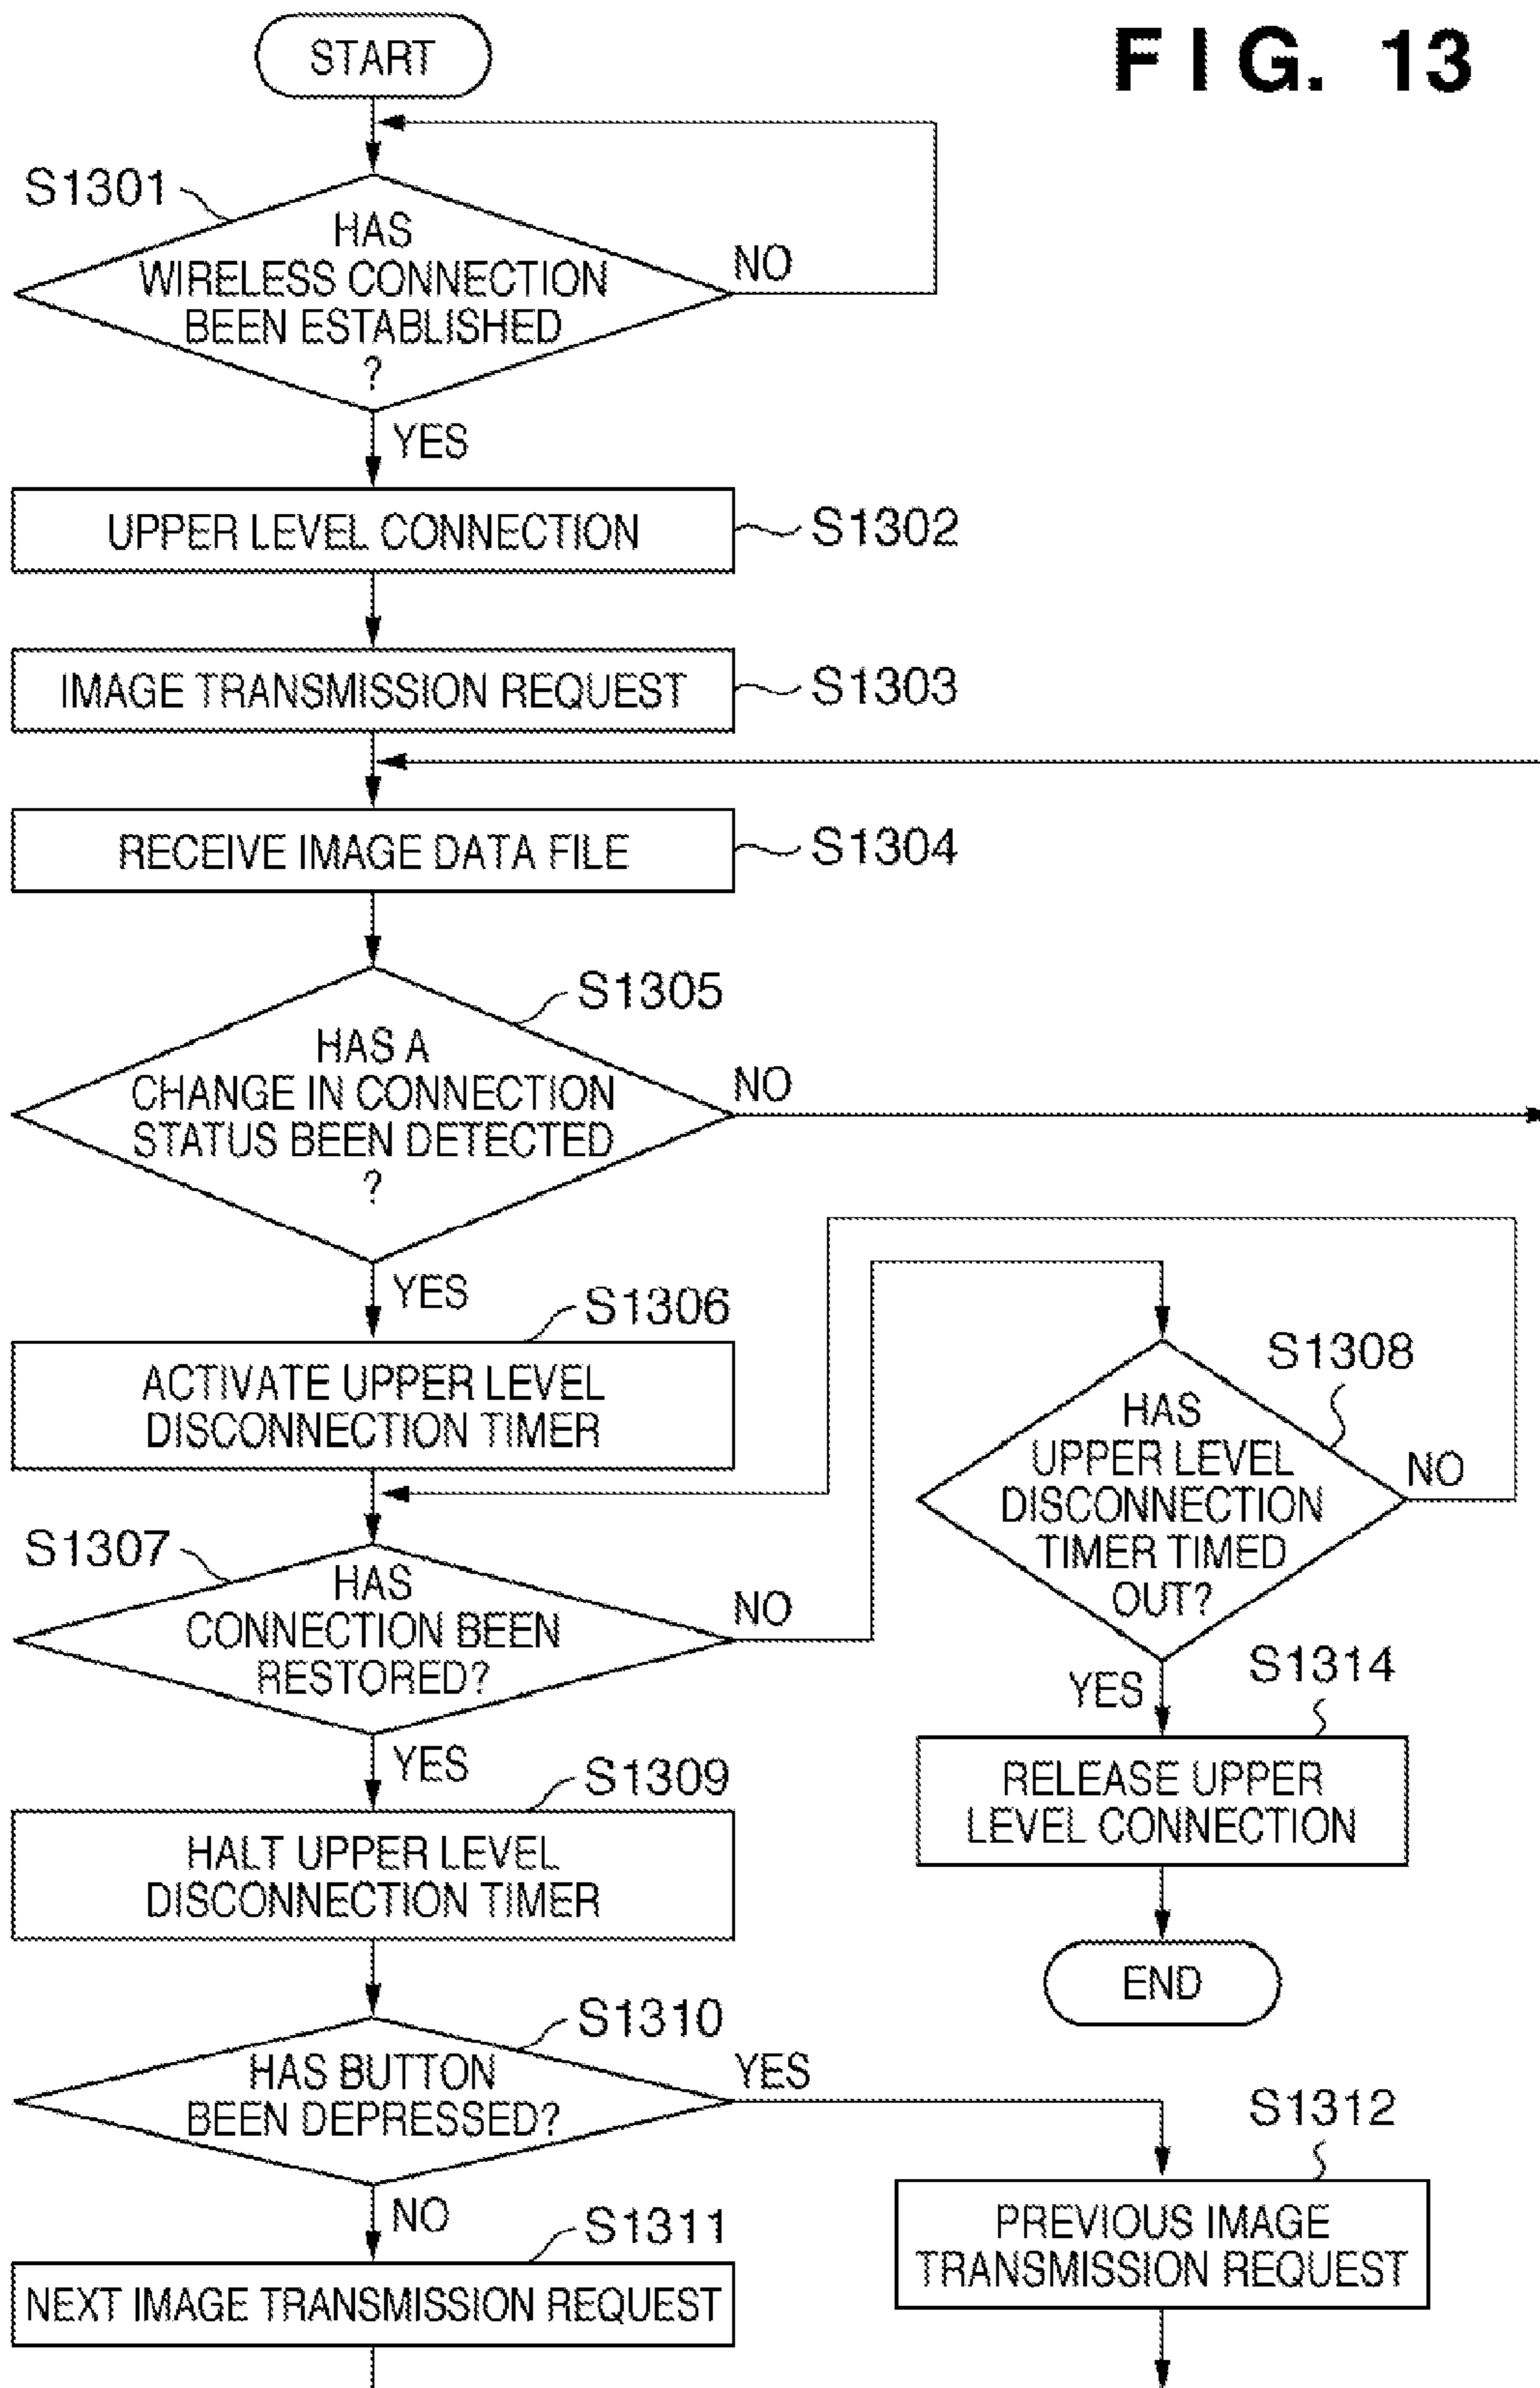 FIG. 13
START
S1301
HAS
WIRELESS CONNECTION
BEEN ESTABLISHED
?
NO
YES
UPPER LEVEL CONNECTION
S1302
IMAGE TRANSMISSION REQUEST
S1303
RECEIVE IMAGE DATA FILE
S1304
S1305
HAS A
CHANGE IN CONNECTION
STATUS BEEN DETECTED
?
NO
YES
S1306
ACTIVATE UPPER LEVEL
DISCONNECTION TIMER
S1307
HAS
CONNECTION BEEN
RESTORED?
NO
YES
S1308
HAS
UPPER LEVEL
DISCONNECTION
TIMER TIMED
OUT?
NO
YES
S1314
RELEASE UPPER
LEVEL CONNECTION
END
S1309
HALT UPPER LEVEL
DISCONNECTION TIMER
S1310
HAS BUTTON
BEEN DEPRESSED?
YES
NO
S1312
PREVIOUS IMAGE
TRANSMISSION REQUEST
S1311
NEXT IMAGE TRANSMISSION REQUEST